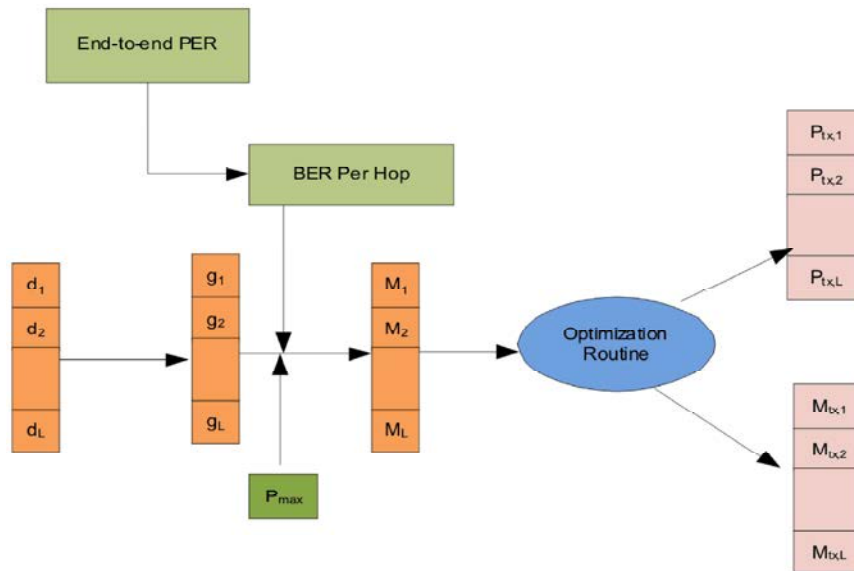 End-to-end PER
BER Per Hop
d1
d2
dL
g1
g2
gL
M1
M2
ML
Pmax
Optimization
Routine
Ptx,1
Ptx,2
Ptx,L
Mtx,1
Mtx,2
Mtx,L